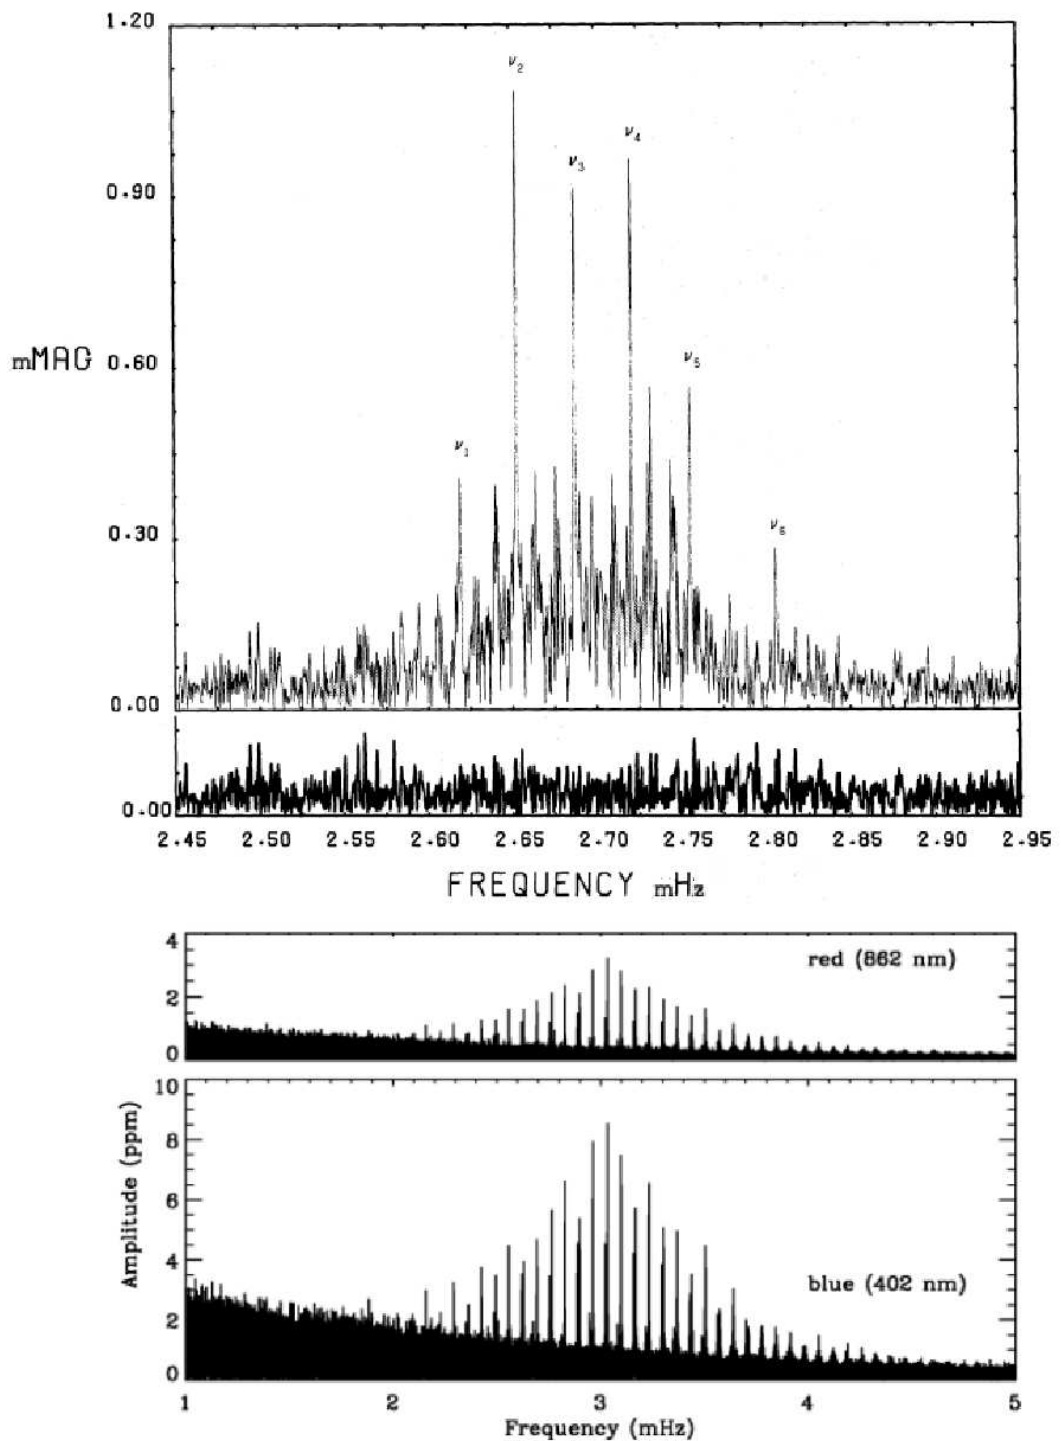 1.20
ν2
ν4
ν3
0.90
mMAG 0.60
ν5
ν1
0.30
ν6
0.00
0.00
2.45 2.50 2.55 2.60 2.65 2.70 2.75 2.80 2.85 2.90 2.95
FREQUENCY mHz
4
red (862 nm)
2
0
10
8
6
Amplitude (ppm)
4
blue (402 nm)
2
0
1 2 3 4 5
Frequency (mHz)